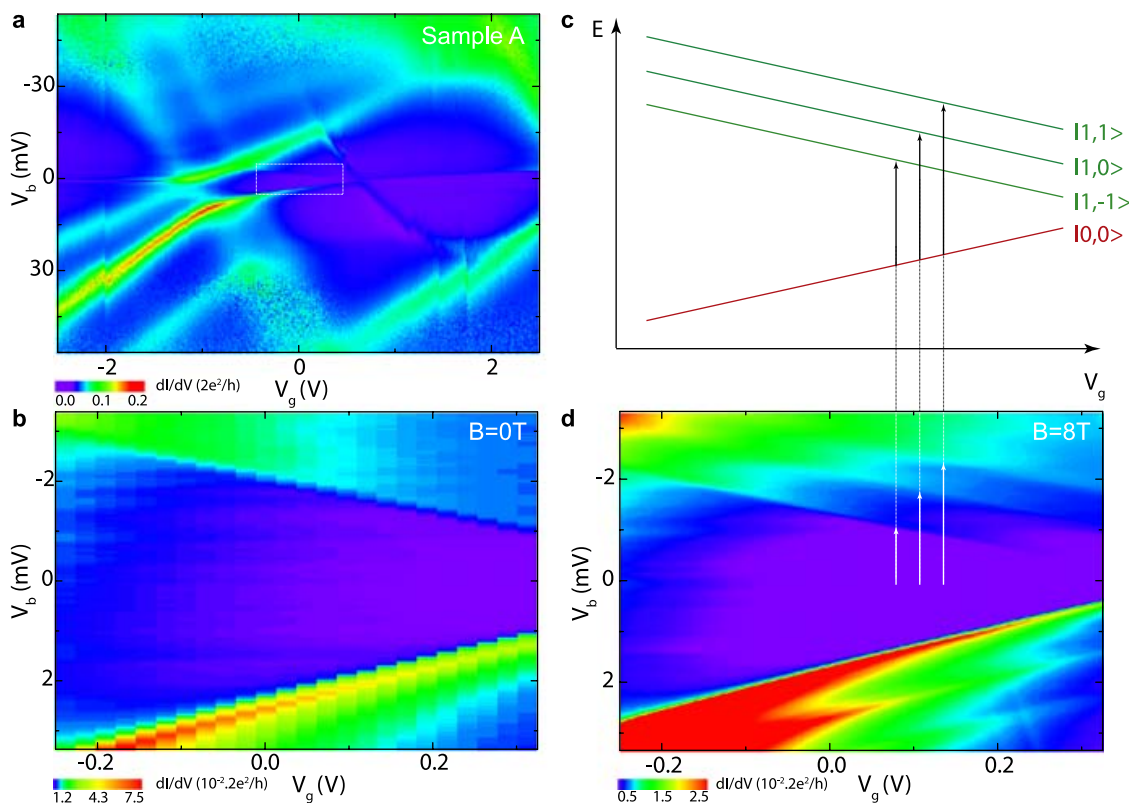 a
Sample A
-30
0
30
V_b (mV)
-2
0
2
V_g (V)
dI/dV (2e²/h)
0.0 0.1 0.2
c
E
|1,1>
|1,0>
|1,-1>
|0,0>
V_g
b
B=0T
-2
0
2
V_b (mV)
-0.2
0.0
0.2
V_g (V)
dI/dV (10⁻².2e²/h)
1.2 4.3 7.5
d
B=8T
-2
0
2
V_b (mV)
-0.2
0.0
0.2
V_g (V)
dI/dV (10⁻².2e²/h)
0.5 1.5 2.5